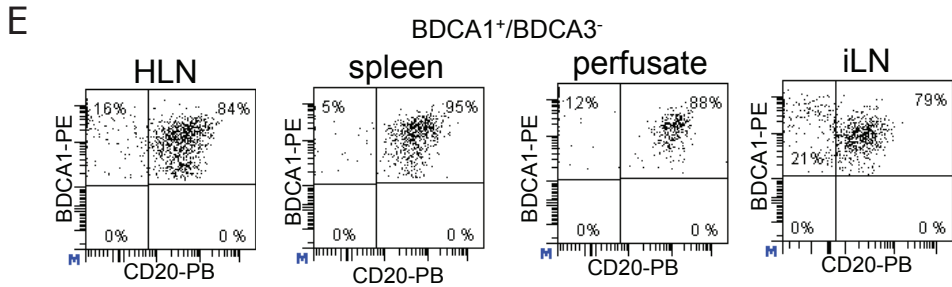 E
BDCA1⁺/BDCA3⁻
HLN
spleen
perfusate
iLN
16%
84%
0%
0 %
BDCA1-PE
M
CD20-PB
5%
95%
0%
0 %
BDCA1-PE
M
CD20-PB
12%
88%
0%
0 %
BDCA1-PE
M
CD20-PB
79%
21%
0%
0 %
BDCA1-PE
M
CD20-PB